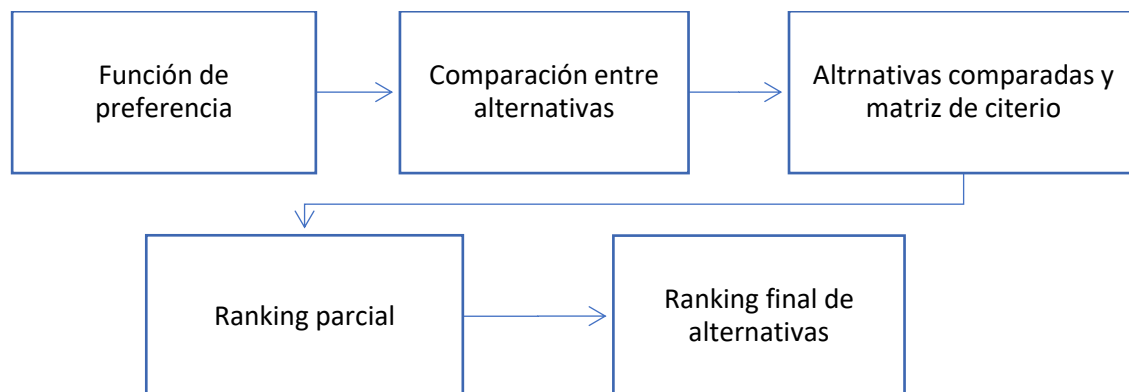 Función de
preferencia
Comparación entre
alternativas
Altrnativas comparadas y
matriz de citerio
Ranking parcial
Ranking final de
alternativas